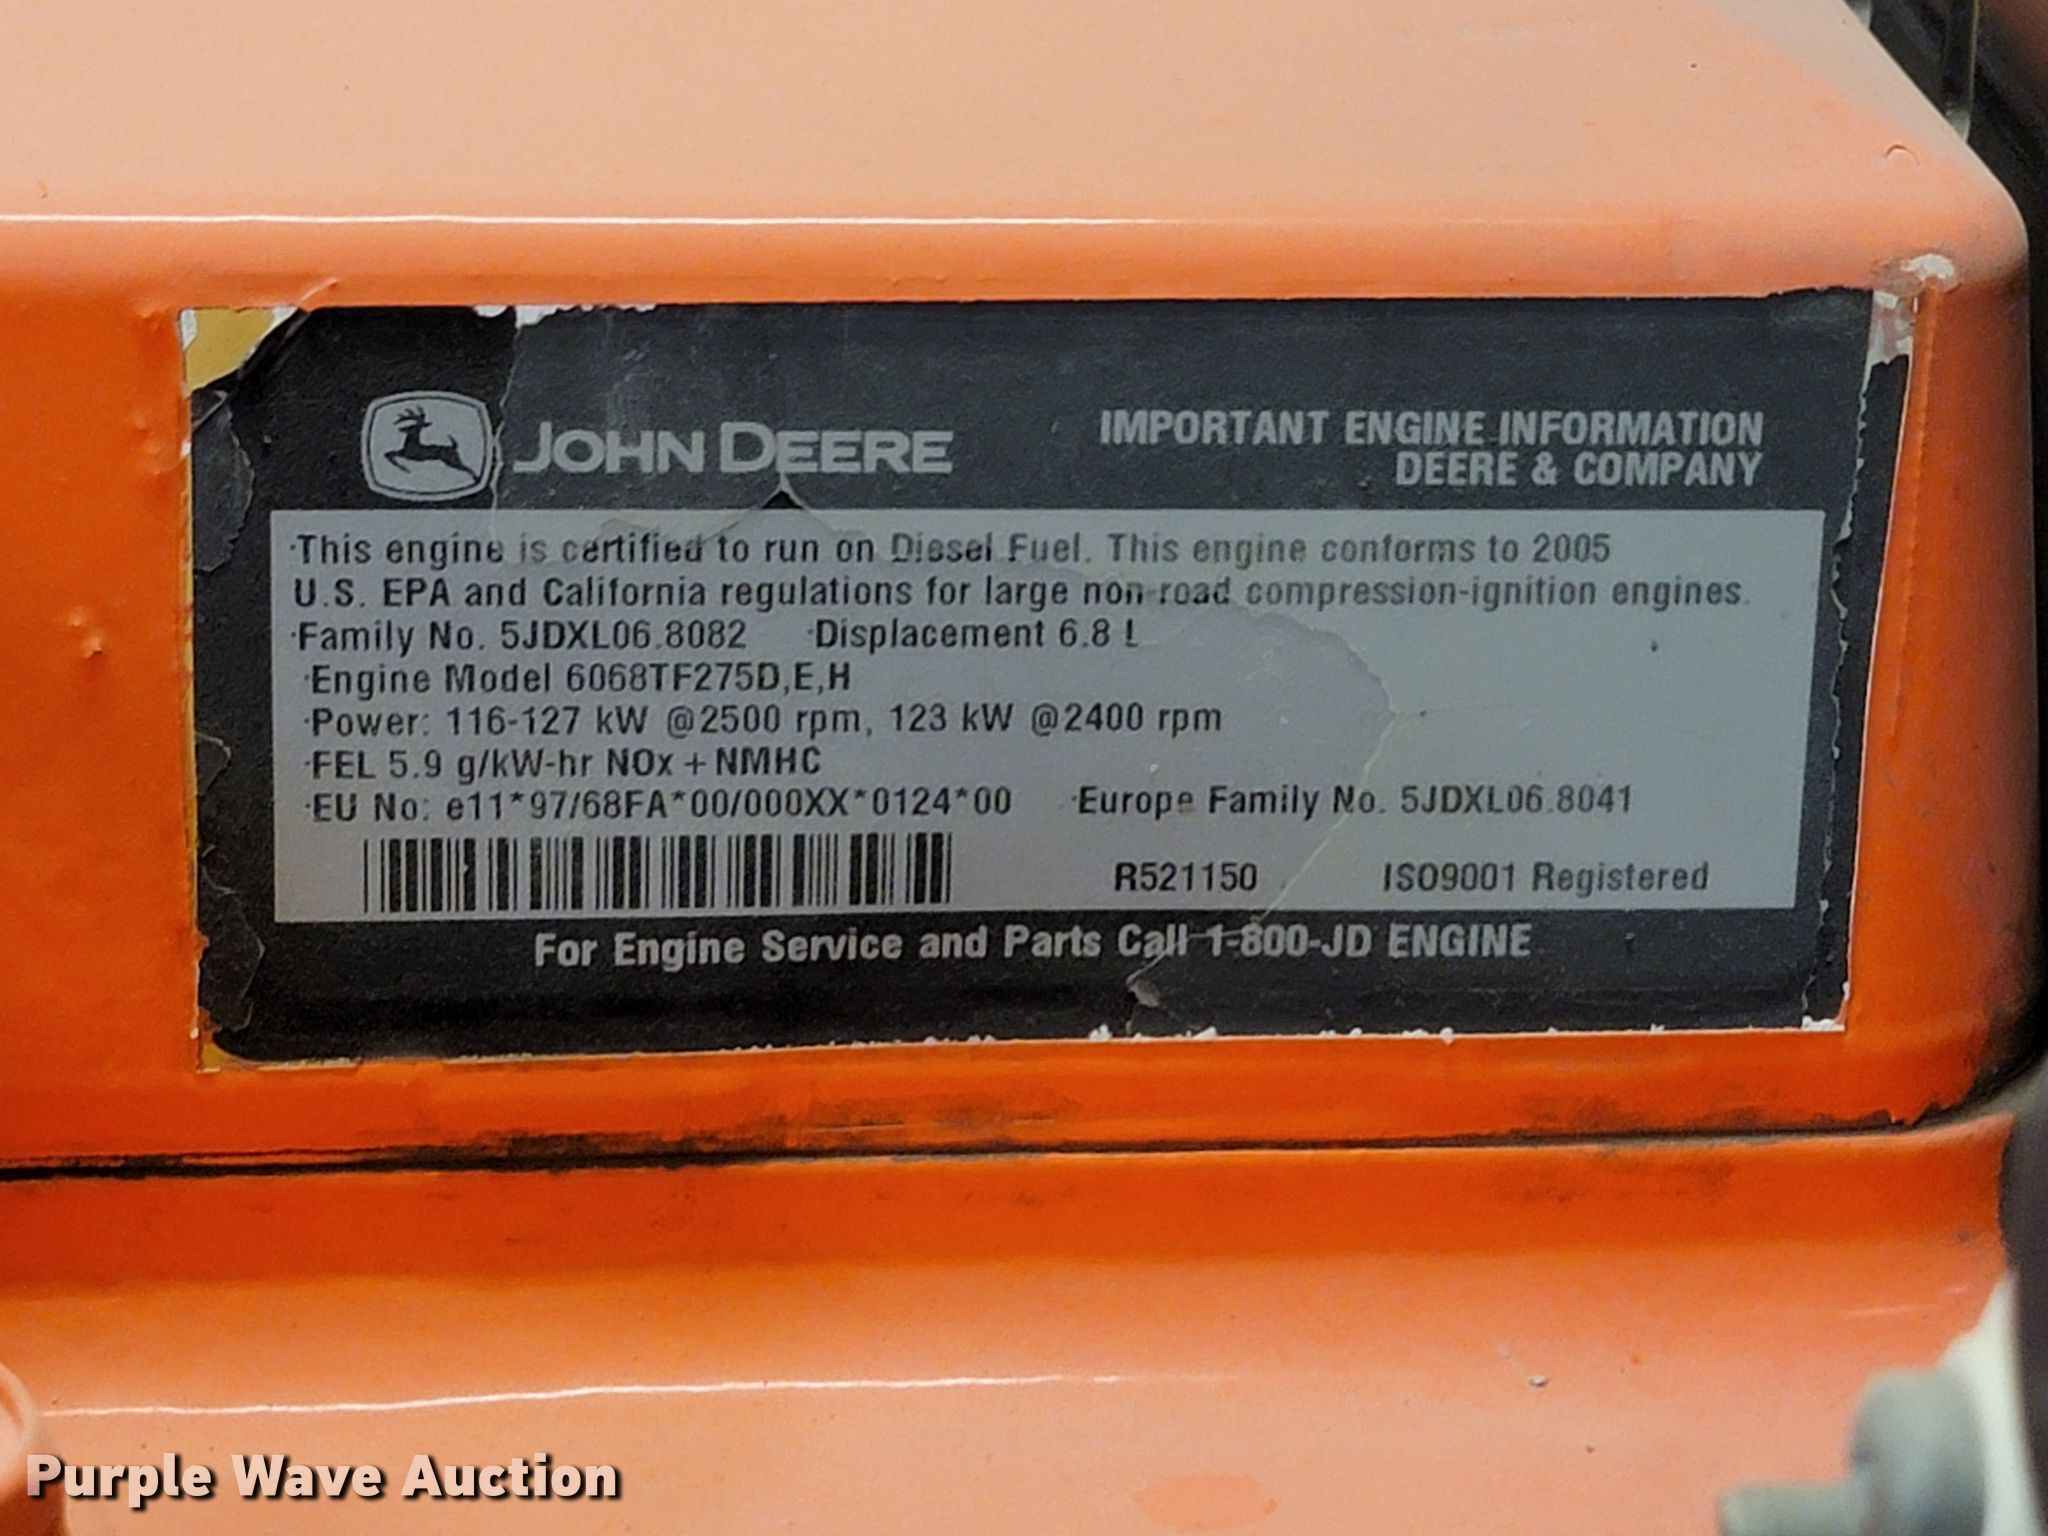 JOHN DEERE
IMPORTANT ENGINE INFORMATION
DEERE & COMPANY
·This engine is certified to run on Diesel Fuel. This engine conforms to 2005
U.S. EPA and California regulations for large non-road compression-ignition engines.
·Family No. 5JDXL06.8082 ·Displacement 6.8 L
·Engine Model 6068TF275D,E,H
·Power: 116-127 kW @2500 rpm, 123 kW @2400 rpm
·FEL 5.9 g/kW-hr NOx + NMHC
·EU No: e11*97/68FA*00/000XX*0124*00 ·Europe Family No. 5JDXL06.8041
R521150 ISO9001 Registered
For Engine Service and Parts Call 1-800-JD ENGINE
Purple Wave Auction